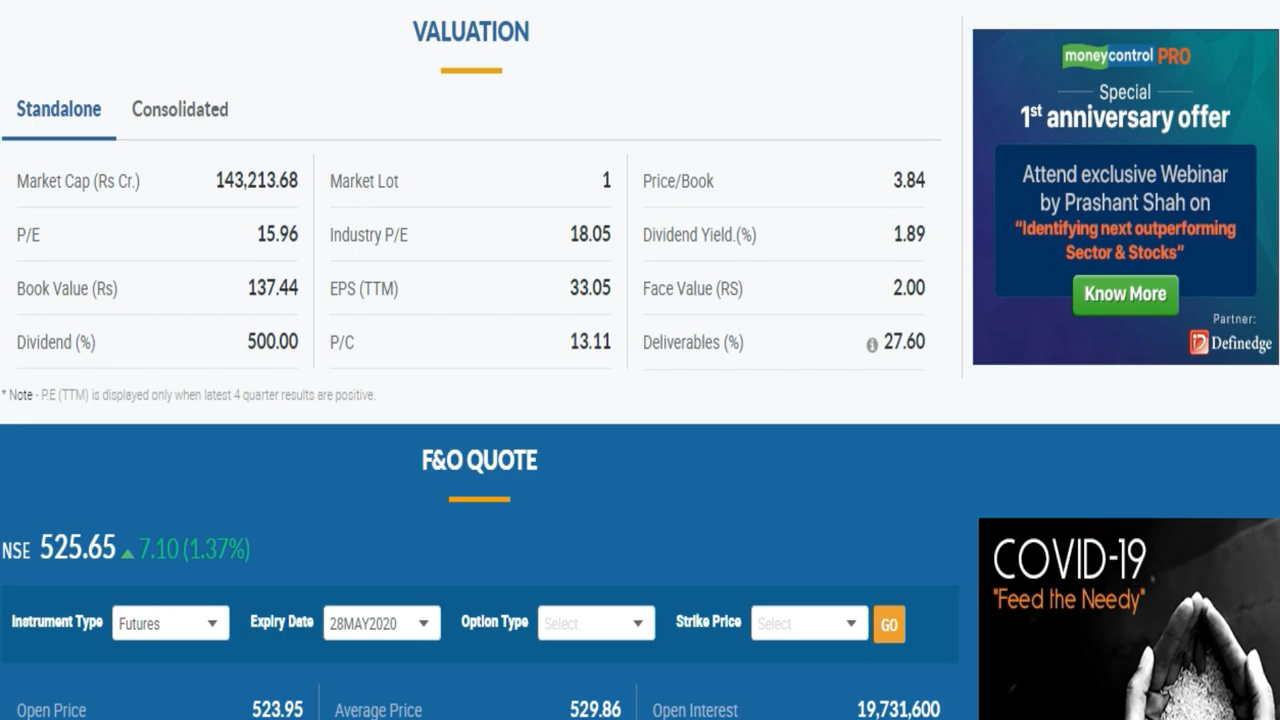 VALUATION
Standalone Consolidated
Market Cap (Rs Cr.) 143,213.68 Market Lot 1 Price/Book 3.84
P/E 15.96 Industry P/E 18.05 Dividend Yield.(%) 1.89
Book Value (Rs) 137.44 EPS (TTM) 33.05 Face Value (RS) 2.00
Dividend (%) 500.00 P/C 13.11 Deliverables (%) 27.60
* Note - P.E (TTM) is displayed only when latest 4 quarter results are positive.
moneycontrol PRO
Special
1st anniversary offer
Attend exclusive Webinar
by Prashant Shah on
"Identifying next outperforming
Sector & Stocks"
Know More
Partner:
Definedge
F&O QUOTE
NSE 525.65 7.10 (1.37%)
Instrument Type Futures Expiry Date 28MAY2020 Option Type Select Strike Price Select GO
Open Price 523.95 Average Price 529.86 Open Interest 19,731,600
COVID-19
"Feed the Needy"